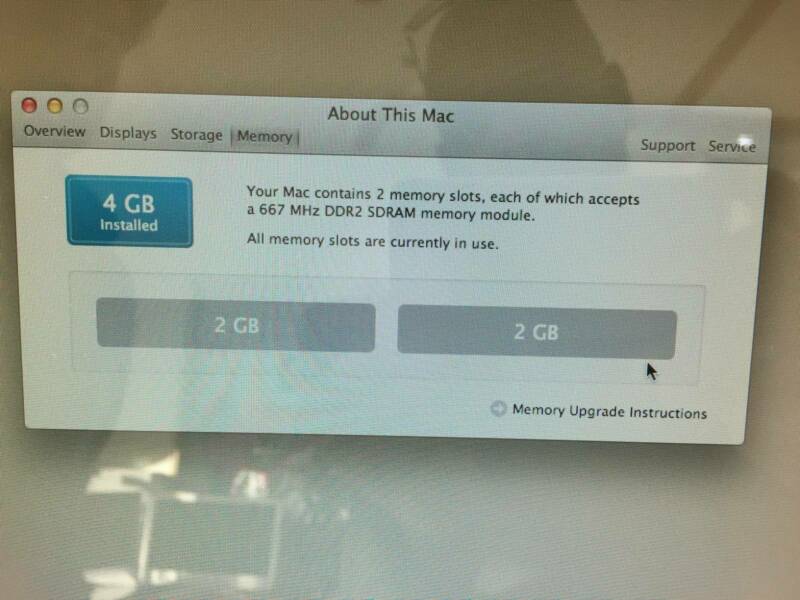 About This Mac
Overview Displays Storage Memory Support Service
4 GB
Installed
Your Mac contains 2 memory slots, each of which accepts
a 667 MHz DDR2 SDRAM memory module.
All memory slots are currently in use.
2 GB 2 GB
Memory Upgrade Instructions